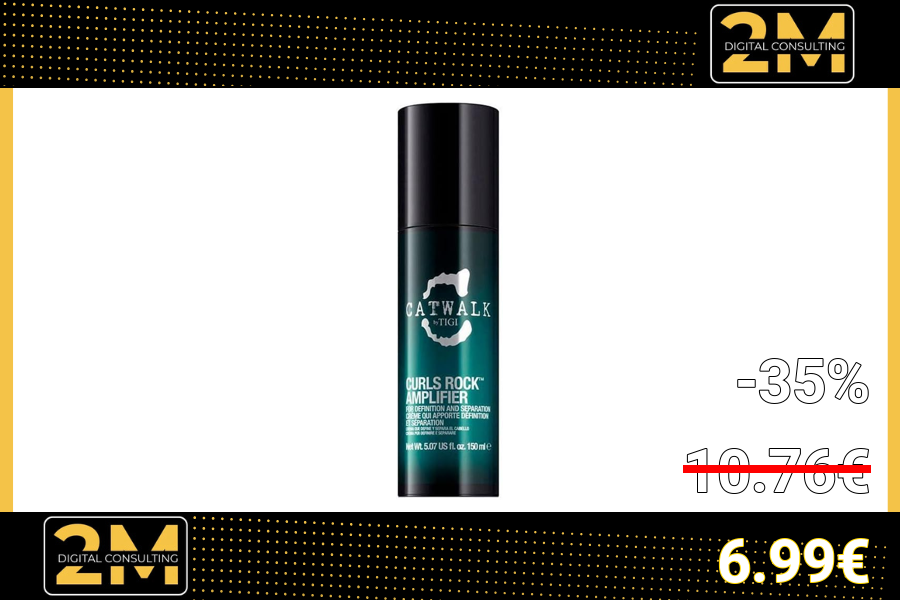 2M
DIGITAL CONSULTING
CATWALK
by TIGI
CURLS ROCK™
AMPLIFIER
FOR DEFINITION AND SEPARATION
CRÈME QUI APPORTE DÉFINITION
ET SÉPARATION
Net Wt. 5.07 US fl. oz. 150 ml e
-35%
10.76€
2M
DIGITAL CONSULTING
6.99€